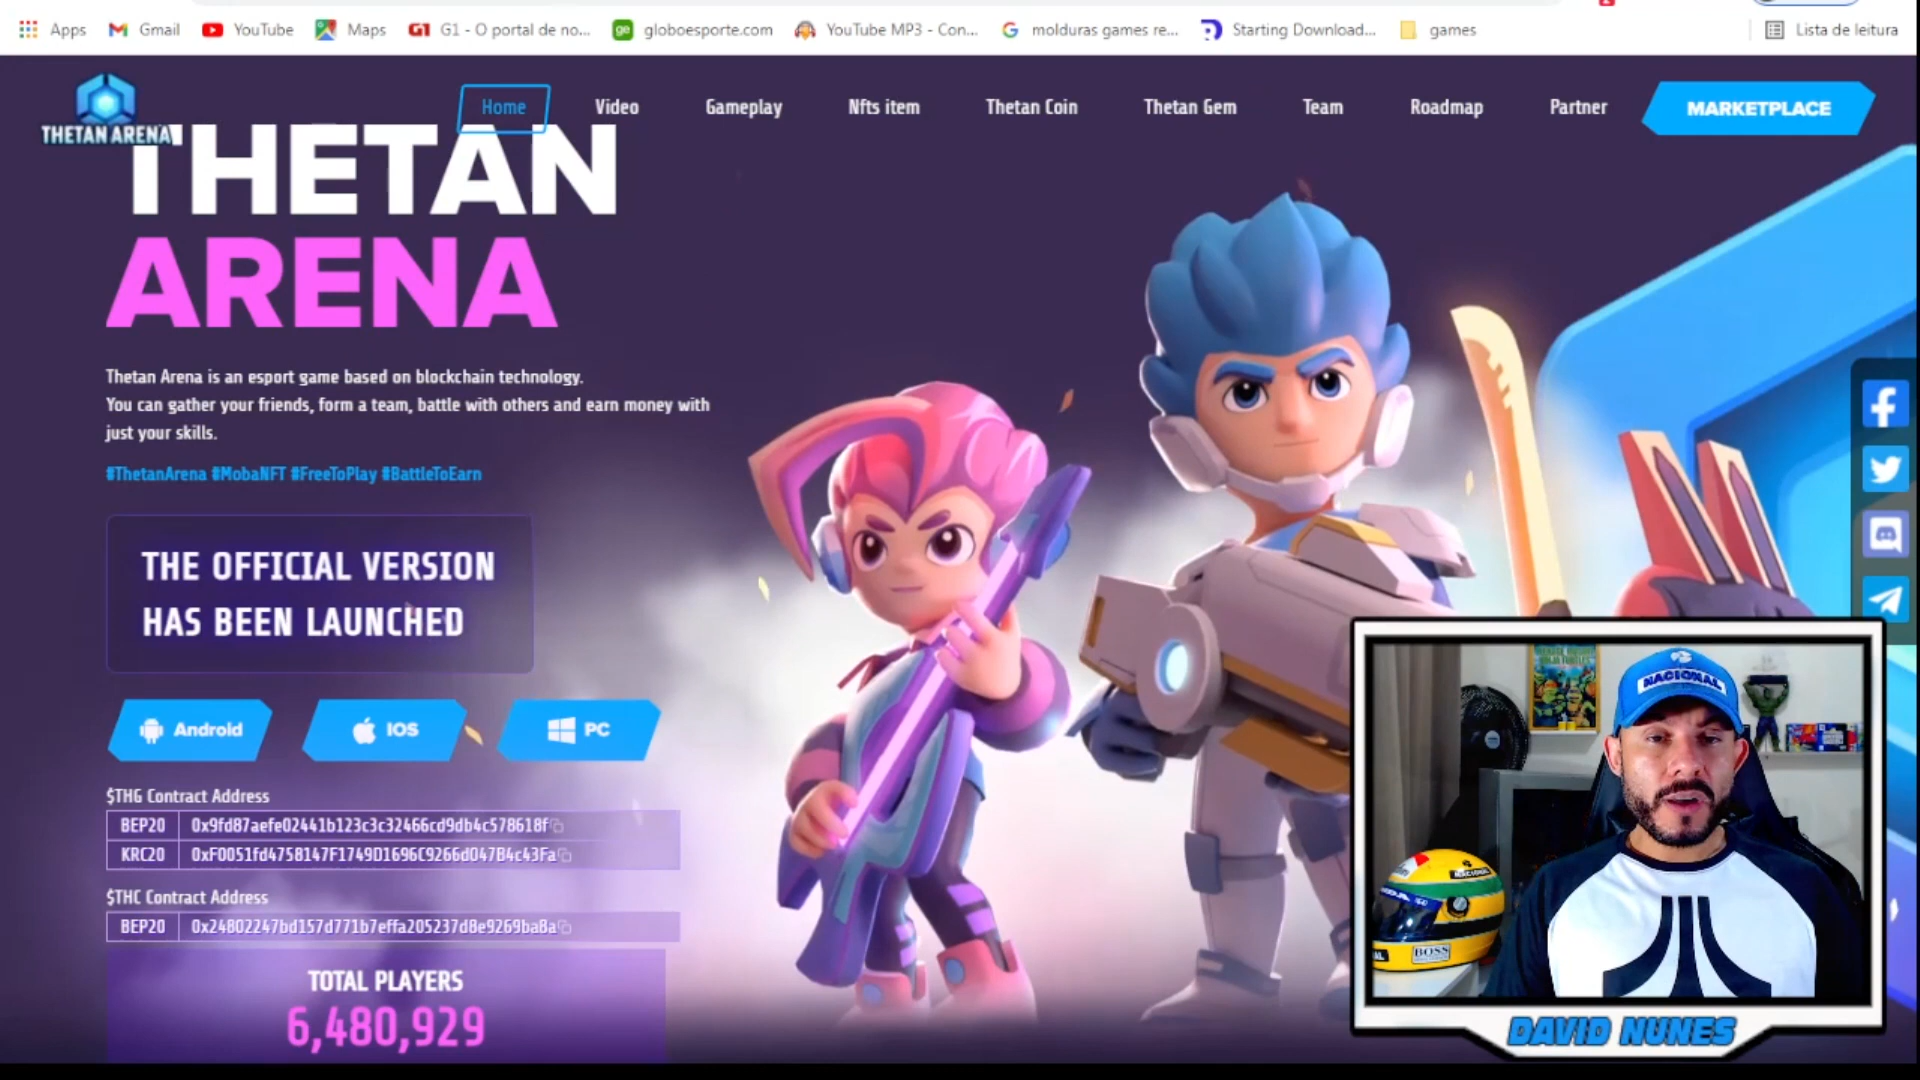 Apps
Gmail
YouTube
Maps
G1 - O portal de no...
globoesporte.com
YouTube MP3 - Con...
molduras games re...
Starting Download...
games
Lista de leitura
THETAN ARENA
Home
Video
Gameplay
Nfts item
Thetan Coin
Thetan Gem
Team
Roadmap
Partner
MARKETPLACE
THETAN
ARENA
Thetan Arena is an esport game based on blockchain technology.
You can gather your friends, form a team, battle with others and earn money with
just your skills.
#ThetanArena #MobaNFT #FreeToPlay #BattleToEarn
THE OFFICIAL VERSION
HAS BEEN LAUNCHED
Android
IOS
PC
$THG Contract Address
BEP20 0x9fd87aefe02441b123c3c32466cd9db4c578618f
KRC20 0xF0051fd4758147F1749D1696C9266d047B4c43Fa
$THC Contract Address
BEP20 0x24802247bd157d771b7effa205237d8e9269ba8a
TOTAL PLAYERS
6,480,929
NACIONAL
NACIONAL
BOSS
DAVID NUNES